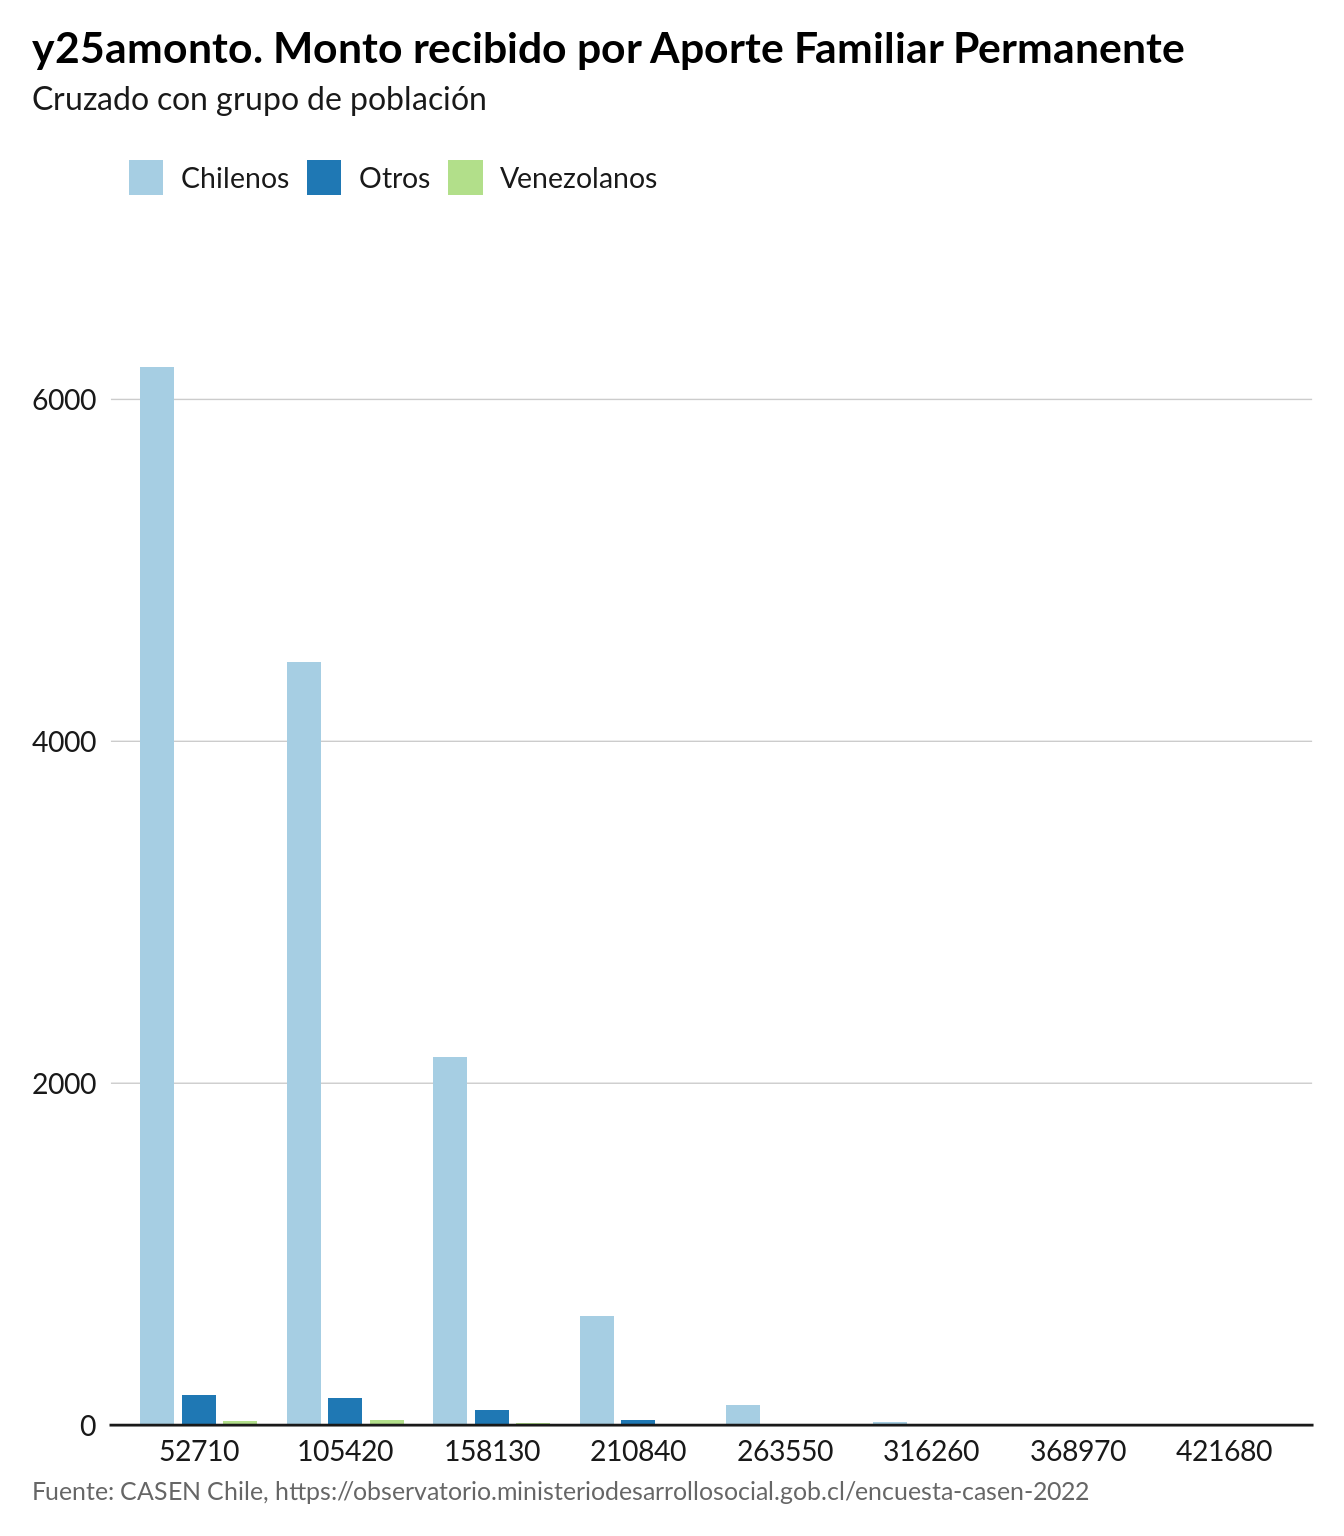 y25amonto. Monto recibido por Aporte Familiar Permanente
Cruzado con grupo de población
Chilenos Otros Venezolanos
6000
4000
2000
0
52710 105420 158130 210840 263550 316260 368970 421680
Fuente: CASEN Chile, https://observatorio.ministeriodesarrollosocial.gob.cl/encuesta-casen-2022